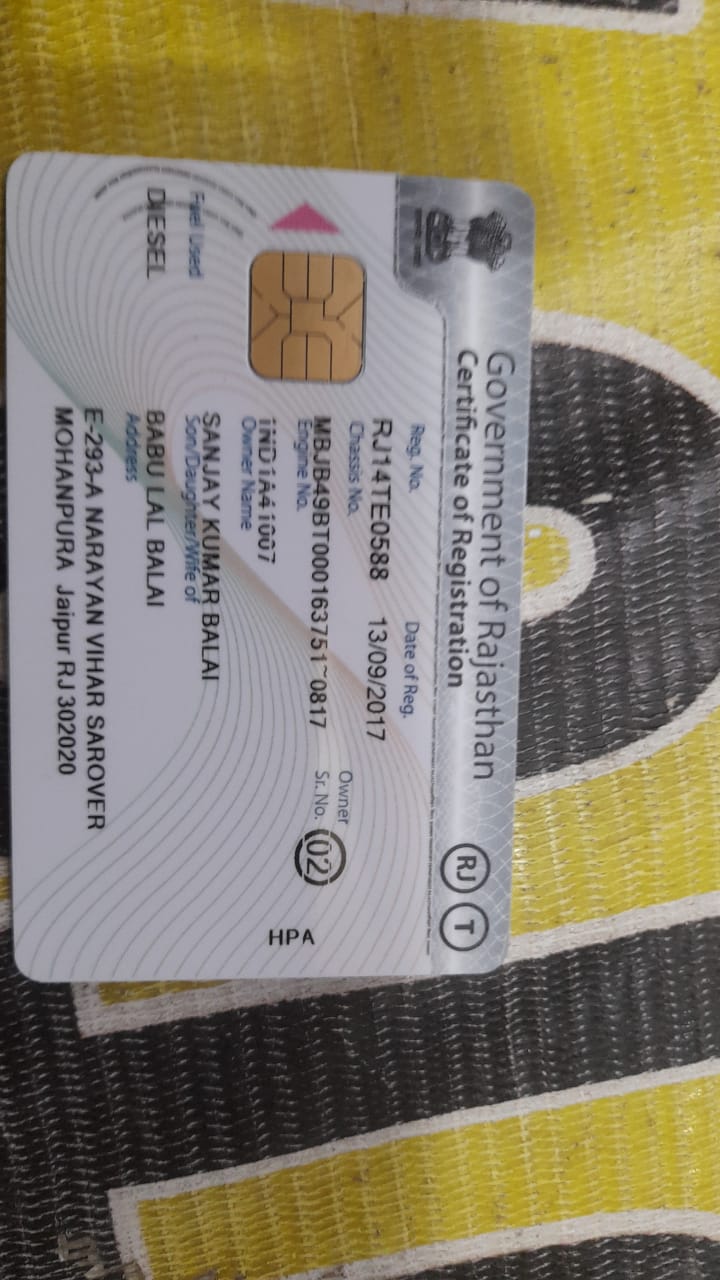 Government of Rajasthan
Certificate of Registration
RJ T
Reg. No. Date of Reg.
RJ14TE0588 13/09/2017
Chassis No. Owner
MBJB49BT000163751~0817 Sr. No. 02
Engine No.
1ND1A41007
HPA
Owner Name
SANJAY KUMAR BALAI
Fuel Used Son/Daughter/Wife of
DIESEL BABU LAL BALAI
Address
E-293-A NARAYAN VIHAR SAROVER
MOHANPURA Jaipur RJ 302020